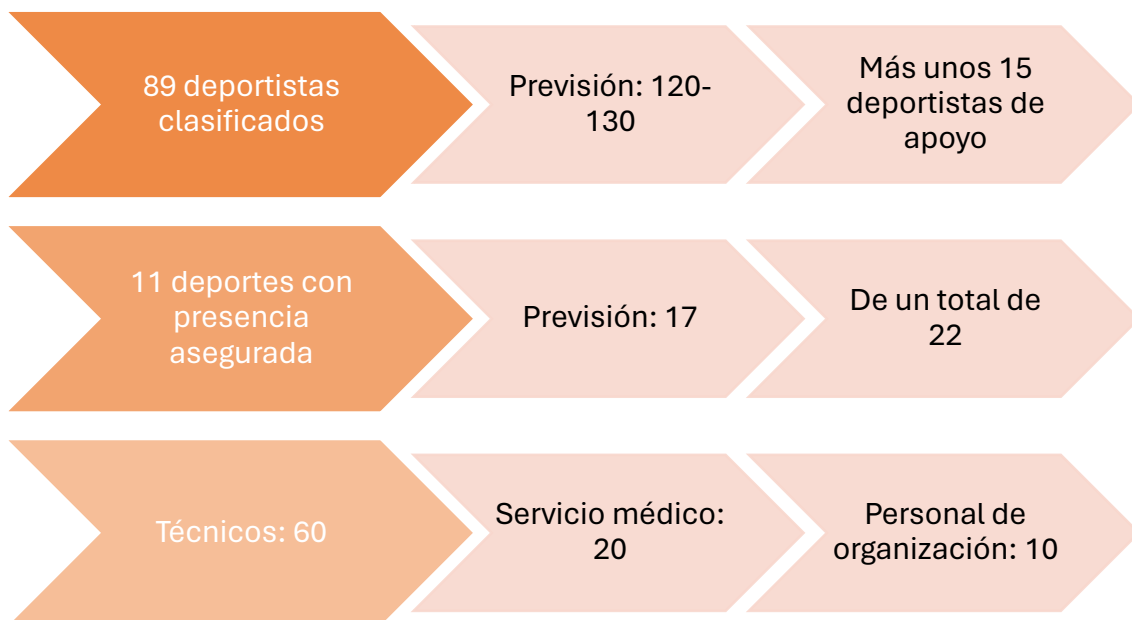 89 deportistas
clasificados
Previsión: 120-
130
Más unos 15
deportistas de
apoyo
11 deportes con
presencia
asegurada
Previsión: 17
De un total de
22
Técnicos: 60
Servicio médico:
20
Personal de
organización: 10